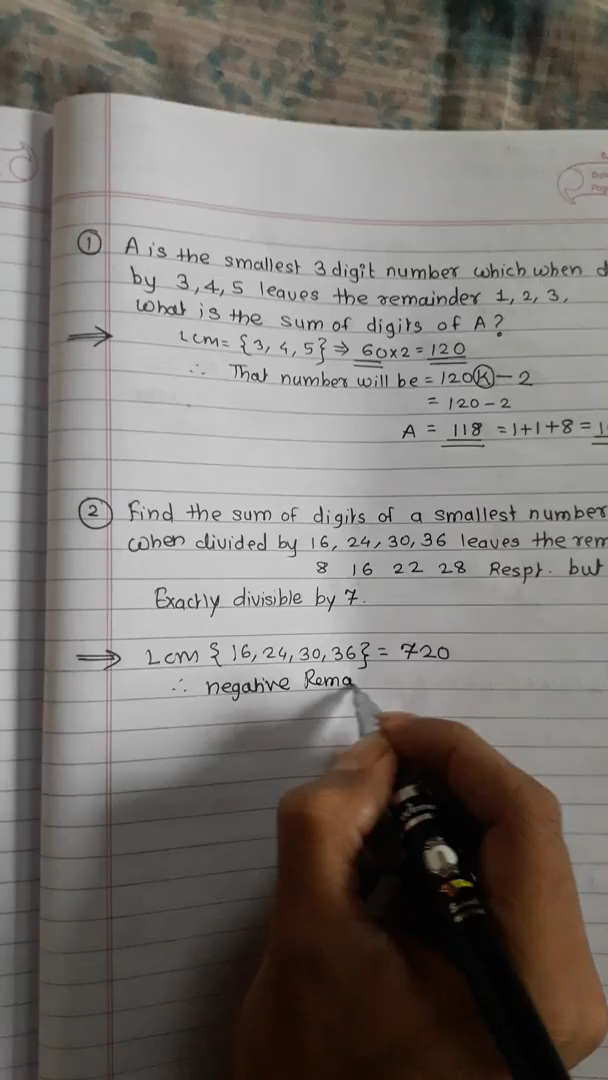 ① A is the smallest 3 digit number which when
by 3, 4, 5 leaves the remainder 1, 2, 3,
what is the sum of digits of A?
⇒ Lcm = {3, 4, 5} ⇒ 60x2 = 120
∴ That number will be = 120(k) - 2
= 120 - 2
A = 118 = 1+1+8 =
② Find the sum of digits of a smallest number
when divided by 16, 24, 30, 36 leaves the
8 16 22 28 Respt. but
Exactly divisible by 7.
⇒ Lcm {16, 24, 30, 36} = 720
∴ negative Rema